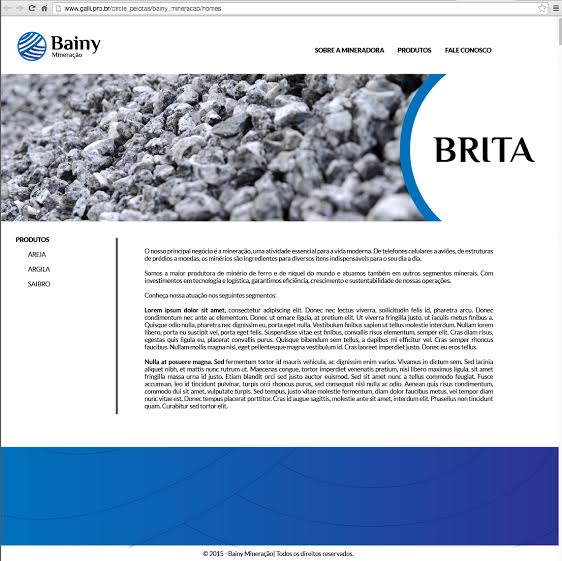 www.galli.pro.br/circle_pelotas/bainy_mineracao/homes
Bainy
Mineração
SOBRE A MINERADORA PRODUTOS FALE CONOSCO
BRITA
PRODUTOS
AREIA
ARGILA
SAIBRO
O nosso principal negócio é a mineração, uma atividade essencial para a vida moderna. De telefones celulares a aviões, de estruturas
de prédios a moedas, os minérios são ingredientes para diversos itens indispensáveis para o seu dia a dia.
Somos a maior produtora de minério de ferro e de níquel do mundo e atuamos também em outros segmentos minerais. Com
investimentos em tecnologia e logística, garantimos eficiência, crescimento e sustentabilidade de nossas operações.
Conheça nossa atuação nos seguintes segmentos:
Lorem ipsum dolor sit amet, consectetur adipiscing elit. Donec nec lectus viverra, sollicitudin felis id, pharetra arcu. Donec
condimentum nec ante ac elementum. Donec ut ornare ligula, at pretium elit. Ut viverra fringilla justo, ut iaculis metus finibus a.
Quisque odio nulla, pharetra nec dignissim eu, porta eget nulla. Vestibulum finibus sapien ut tellus molestie interdum. Nullam lorem
libero, porta eu suscipit vel, porta eget felis. Suspendisse vitae est finibus, convallis risus elementum, semper elit. Cras diam risus,
egestas quis ligula eu, placerat convallis purus. Quisque bibendum sem tellus, a dapibus mi efficitur vel. Cras semper rhoncus
faucibus. Nullam mollis magna nisl, eget pellentesque magna vestibulum id. Cras laoreet imperdiet justo. Donec eu eros tellus.
Nulla at posuere magna. Sed fermentum tortor id mauris vehicula, ac dignissim enim varius. Vivamus in dictum sem. Sed lacinia
aliquet nibh, et mattis nunc rutrum ut. Maecenas congue, tortor imperdiet venenatis pretium, nisl libero maximus ligula, sit amet
fringilla massa urna id justo. Etiam blandit orci sed justo auctor euismod. Sed sit amet nunc a tellus commodo feugiat. Fusce
accumsan, leo id tincidunt pulvinar, turpis orci rhoncus purus, sed consequat nisl nulla ac odio. Aenean quis risus condimentum,
commodo dui sit amet, vulputate turpis. Sed tempus, justo vitae molestie fermentum, diam dolor faucibus metus, vel tempor diam
nunc vitae est. Donec tempus placerat porttitor. Cras id augue sagittis, molestie ante sit amet, interdum elit. Phasellus non tincidunt
quam. Curabitur sed tortor elit.
© 2015 - Bainy Mineração| Todos os direitos reservados.